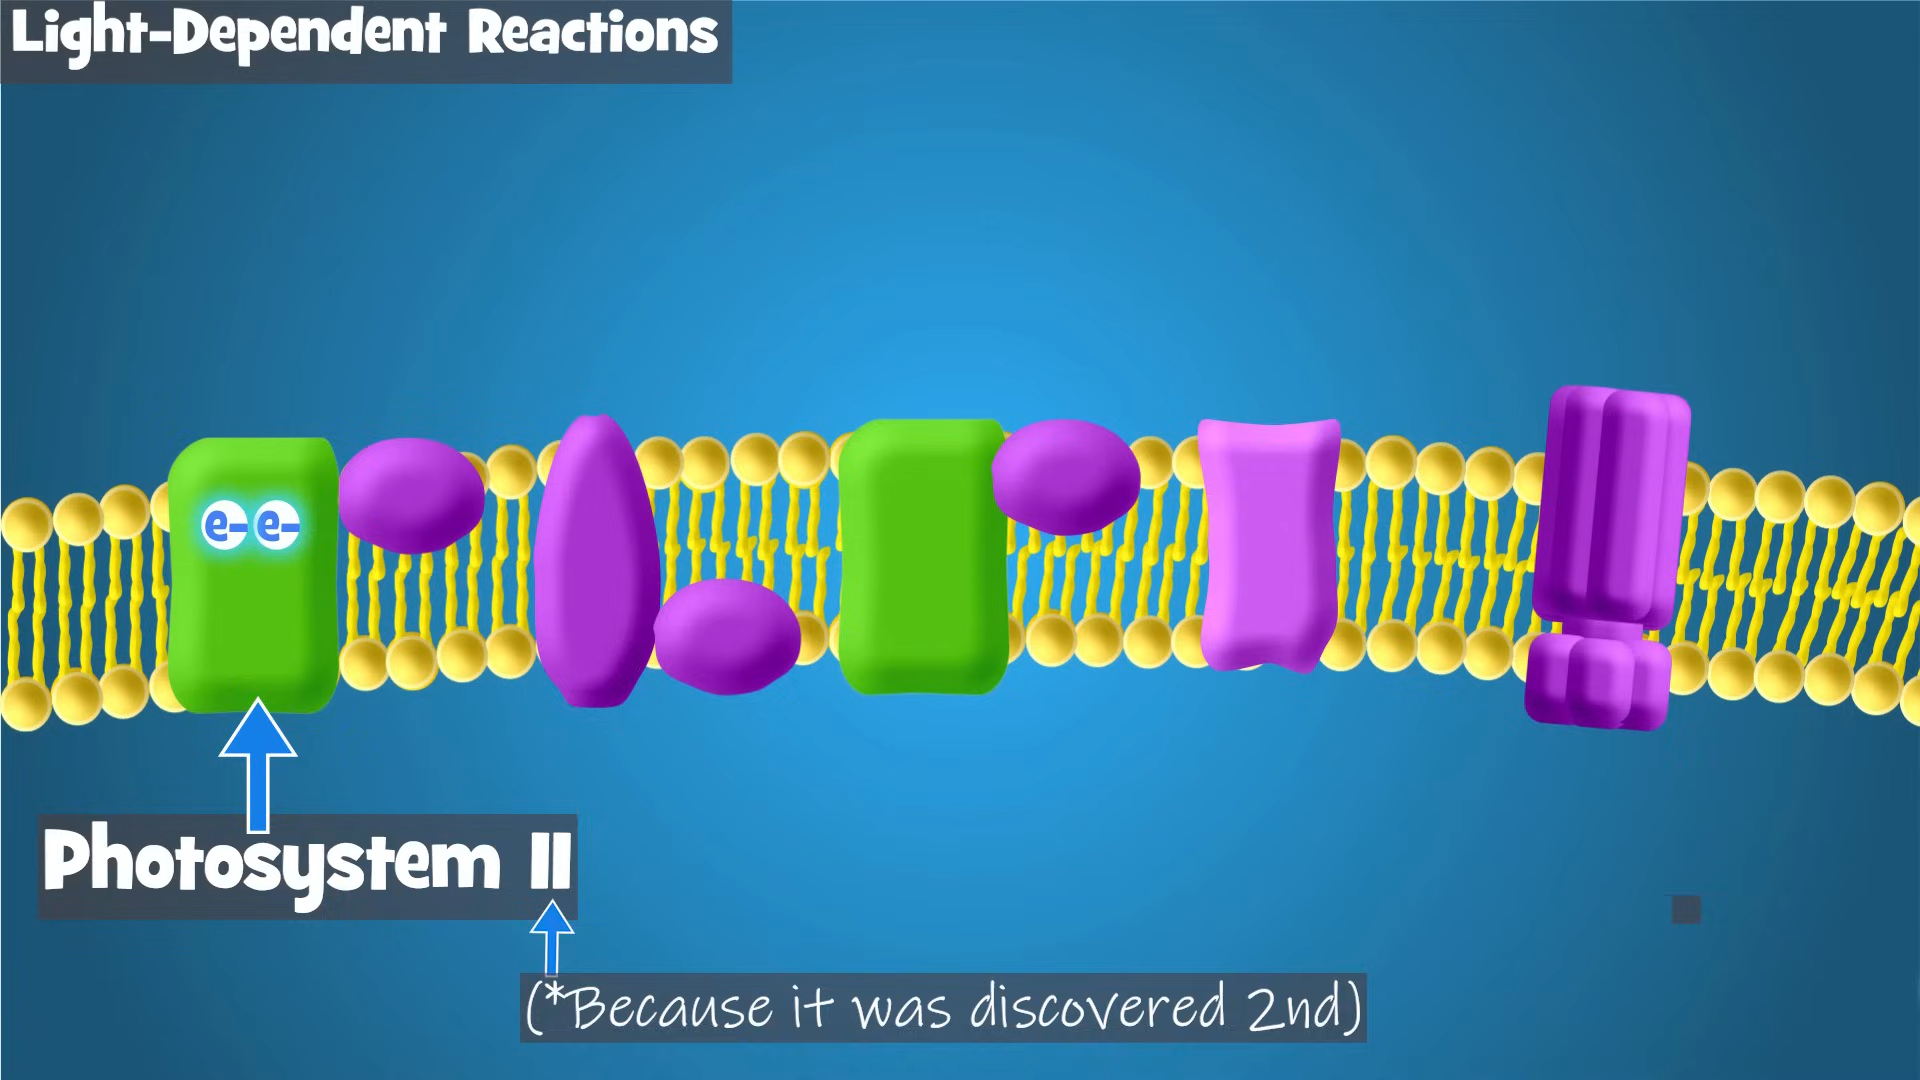 Light-Dependent Reactions
e- e-
Photosystem II
(*Because it was discovered 2nd)